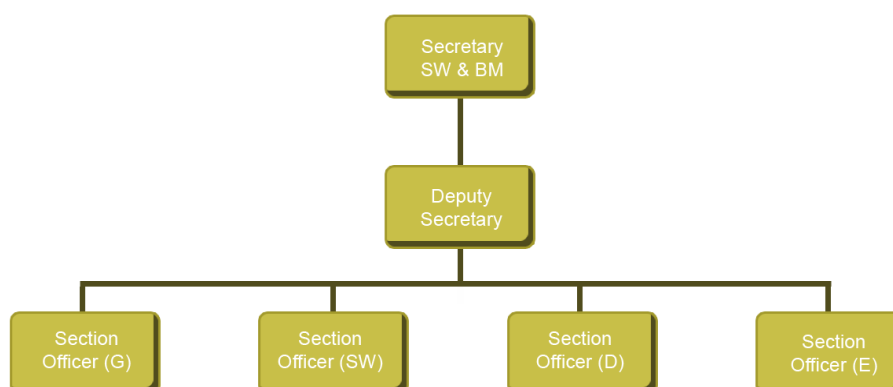 Secretary
SW & BM
Deputy
Secretary
Section
Officer (G)
Section
Officer (SW)
Section
Officer (D)
Section
Officer (E)